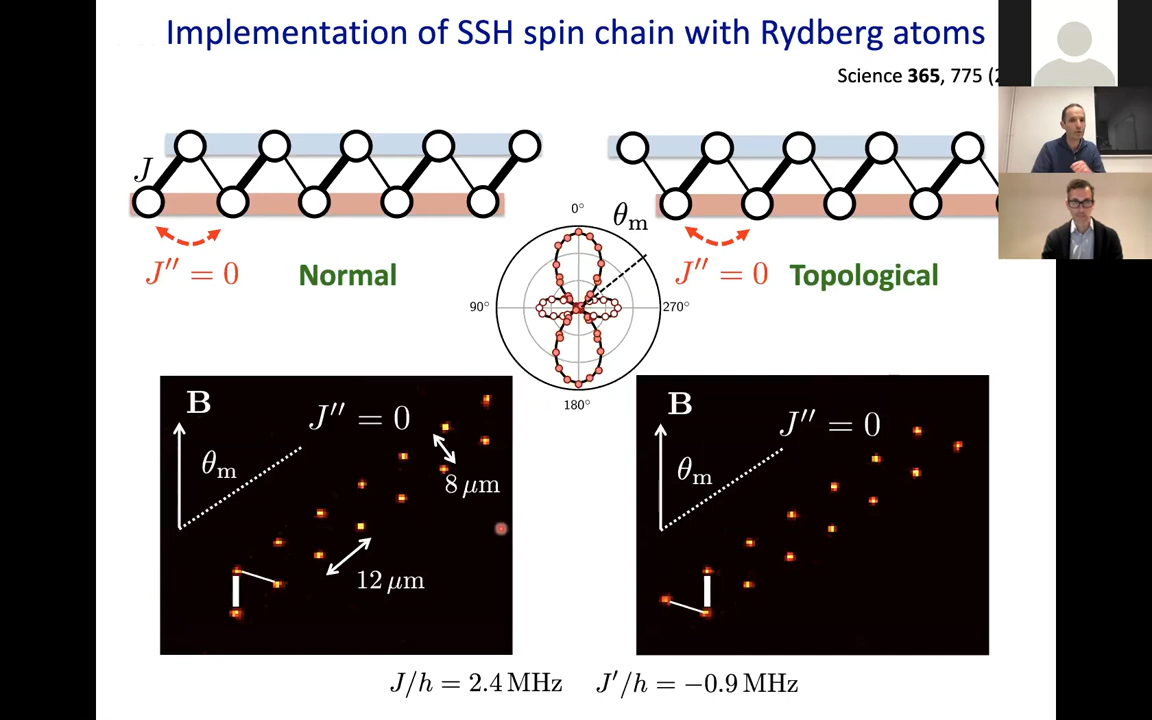 Implementation of SSH spin chain with Rydberg atoms
Science 365, 775 (
J
J″ = 0
Normal
0°
θm
90°
270°
180°
J″ = 0
Topological
B
J″ = 0
θm
8 μm
12 μm
B
J″ = 0
θm
J/h = 2.4 MHz J′/h = −0.9 MHz